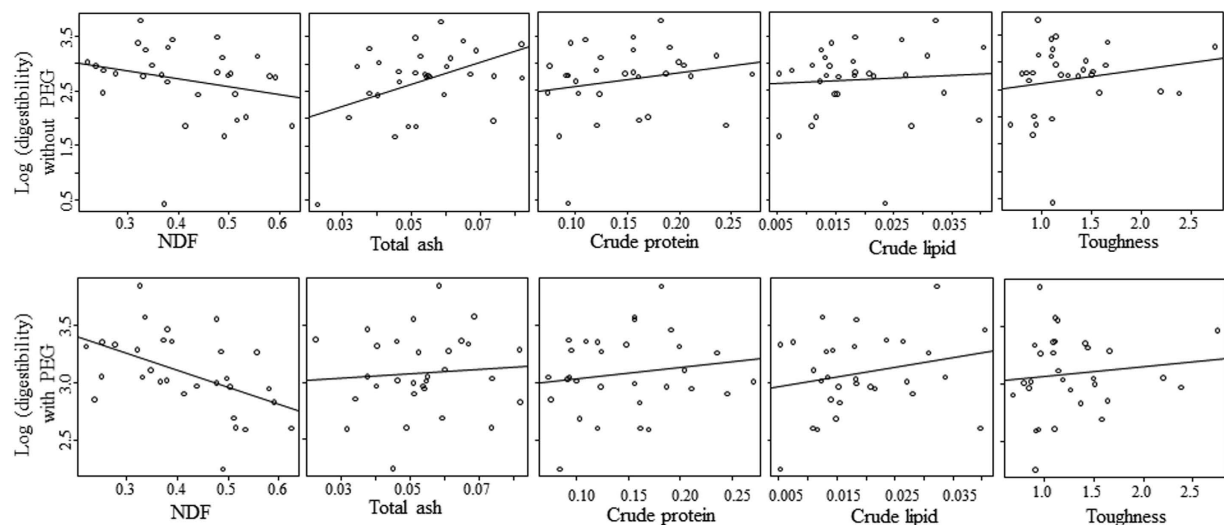 Log (digestibility)
without PEG
3.5
2.5
1.5
0.5
0.3 0.4 0.5 0.6
NDF
0.03 0.05 0.07
Total ash
0.10 0.15 0.20 0.25
Crude protein
0.005 0.015 0.025 0.035
Crude lipid
1.0 1.5 2.0 2.5
Toughness
Log (digestibility)
with PEG
3.5
3.0
2.5
0.3 0.4 0.5 0.6
NDF
0.03 0.05 0.07
Total ash
0.10 0.15 0.20 0.25
Crude protein
0.005 0.015 0.025 0.035
Crude lipid
1.0 1.5 2.0 2.5
Toughness